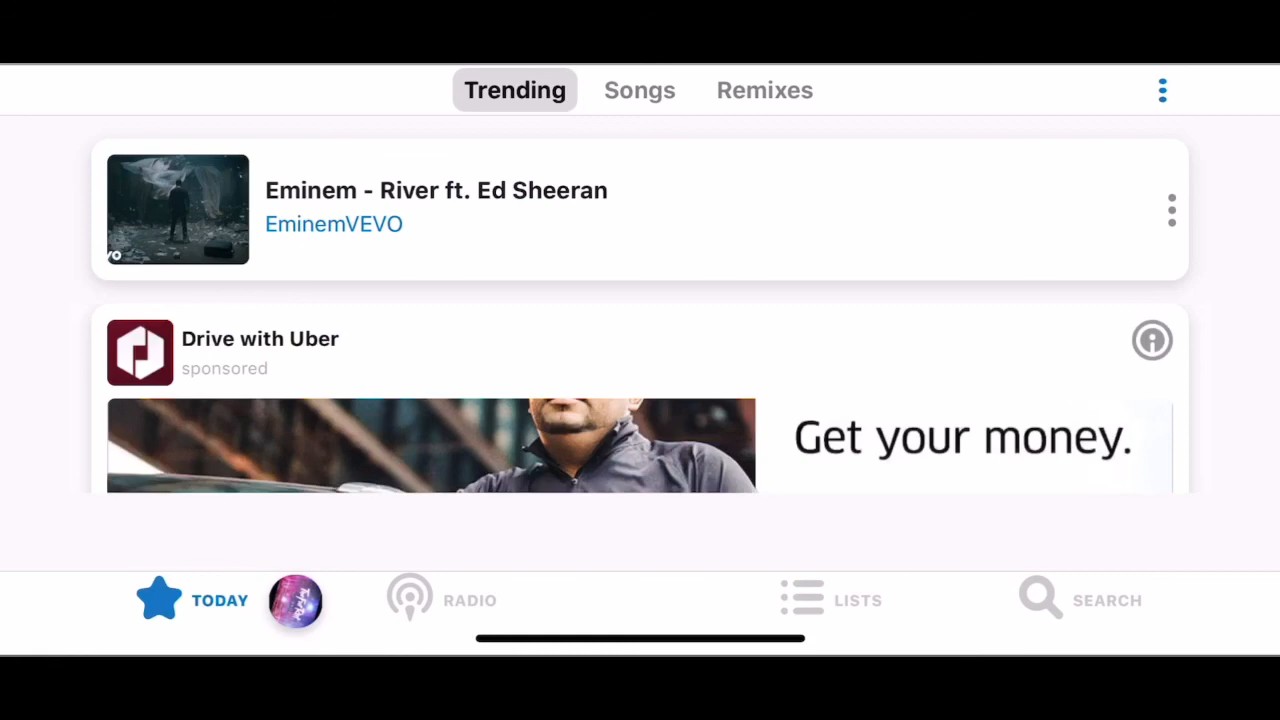 Trending Songs Remixes
Eminem - River ft. Ed Sheeran
EminemVEVO
Drive with Uber
sponsored
Get your money.
TODAY RADIO LISTS SEARCH